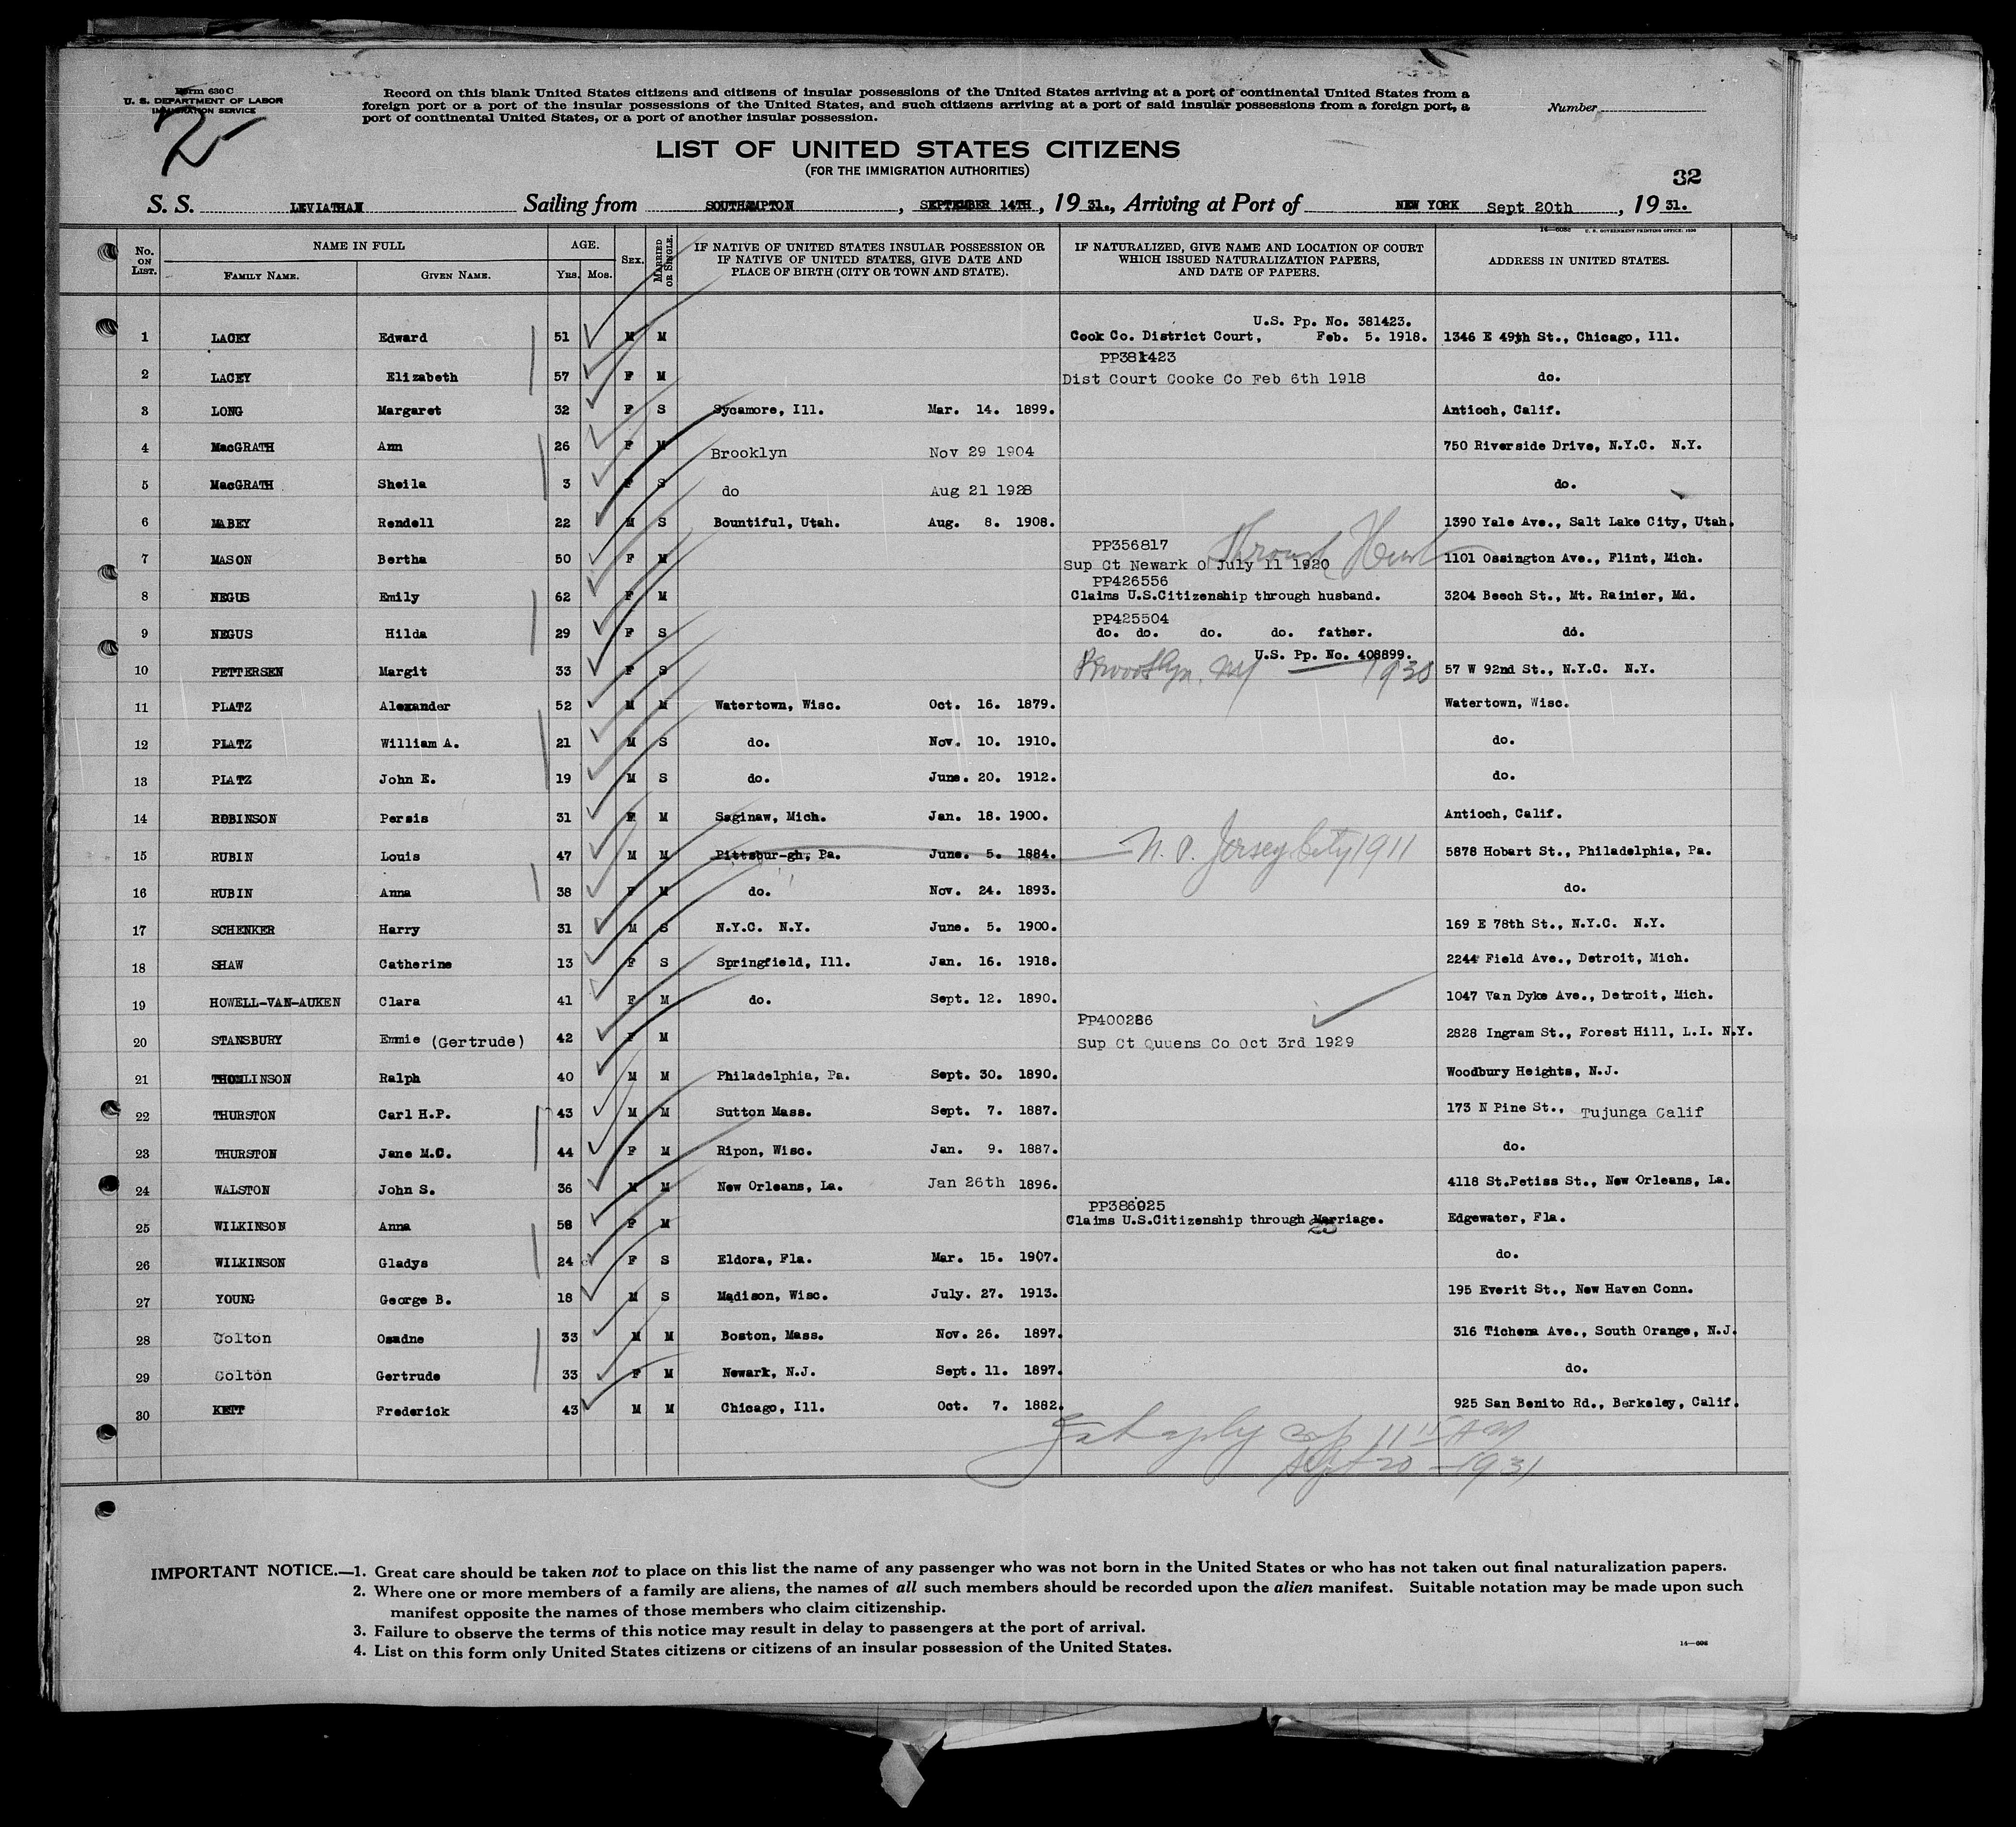 Form 630 C
U. S. DEPARTMENT OF LABOR
IMMIGRATION SERVICE
2
Record on this blank United States citizens and citizens of insular possessions of the United States arriving at a port of continental United States from a
foreign port or a port of the insular possessions of the United States, and such citizens arriving at a port of said insular possessions from a foreign port, a
port of continental United States, or a port of another insular possession.
Number
LIST OF UNITED STATES CITIZENS
(FOR THE IMMIGRATION AUTHORITIES)
32
S. S. LEVIATHAN Sailing from SOUTHAMPTON, SEPTEMBER 14TH, 1931., Arriving at Port of NEW YORK Sept 20th, 1931.
14—608 U. S. GOVERNMENT PRINTING OFFICE: 1930
No. ON LIST. NAME IN FULL FAMILY NAME. GIVEN NAME. AGE. Yrs. Mos. SEX. MARRIED OR SINGLE. IF NATIVE OF UNITED STATES INSULAR POSSESSION OR IF NATIVE OF UNITED STATES, GIVE DATE AND PLACE OF BIRTH (CITY OR TOWN AND STATE). IF NATURALIZED, GIVE NAME AND LOCATION OF COURT WHICH ISSUED NATURALIZATION PAPERS, AND DATE OF PAPERS. ADDRESS IN UNITED STATES.
U.S. Pp. No. 381423.
1 LACEY Edward 51 M M Cook Co. District Court, Feb. 5. 1918. 1346 E 49th St., Chicago, Ill.
PP381423
2 LACEY Elizabeth 57 F M Dist Court Cooke Co Feb 6th 1918 do.
3 LONG Margaret 32 F S Sycamore, Ill. Mar. 14. 1899. Antioch, Calif.
4 MacGRATH Ann 26 F M Brooklyn Nov 29 1904 750 Riverside Drive, N.Y.C. N.Y.
5 MacGRATH Sheila 3 F S do Aug 21 1928 do.
6 MABEY Rendell 22 M S Bountiful, Utah. Aug. 8. 1908. 1390 Yale Ave., Salt Lake City, Utah.
PP356817
7 MASON Bertha 50 F M Sup Ct Newark O July 11 1920 1101 Ossington Ave., Flint, Mich.
PP426556
8 NEGUS Emily 62 F M Claims U.S.Citizenship through husband. 3204 Beech St., Mt. Rainier, Md.
PP425504
9 NEGUS Hilda 29 F S do. do. do. do. father. do.
U.S. Pp. No. 408899.
10 PETTERSEN Margit 33 F S Brooklyn, NY — 1930 57 W 92nd St., N.Y.C. N.Y.
11 PLATZ Alexander 52 M M Watertown, Wisc. Oct. 16. 1879. Watertown, Wisc.
12 PLATZ William A. 21 M S do. Nov. 10. 1910. do.
13 PLATZ John E. 19 M S do. June. 20. 1912. do.
14 ROBINSON Persis 31 F M Saginaw, Mich. Jan. 18. 1900. Antioch, Calif.
15 RUBIN Louis 47 M M Pittsbur-gh, Pa. June. 5. 1884. N. P. Jersey City 1911 5878 Hobart St., Philadelphia, Pa.
16 RUBIN Anna 38 F M do. Nov. 24. 1893. do.
17 SCHENKER Harry 31 M S N.Y.C. N.Y. June. 5. 1900. 169 E 78th St., N.Y.C. N.Y.
18 SHAW Catherine 13 F S Springfield, Ill. Jan. 16. 1918. 2244 Field Ave., Detroit, Mich.
19 HOWELL-VAN-AUKEN Clara 41 F M do. Sept. 12. 1890. 1047 Van Dyke Ave., Detroit, Mich.
PP400286
20 STANSBURY Emmie (Gertrude) 42 F M Sup Ct Quuens Co Oct 3rd 1929 2828 Ingram St., Forest Hill, L.I. N.Y.
21 THOMLINSON Ralph 40 M M Philadelphia, Pa. Sept. 30. 1890. Woodbury Heights, N.J.
22 THURSTON Carl H.P. 43 M M Sutton Mass. Sept. 7. 1887. 173 N Pine St., Tujunga Calif
23 THURSTON Jane M.C. 44 F M Ripon, Wisc. Jan. 9. 1887. do.
24 WALSTON John S. 36 M M New Orleans, La. Jan 26th 1896. 4118 St.Petiss St., New Orleans, La.
PP386925
25 WILKINSON Anna 58 F M Claims U.S.Citizenship through Marriage. Edgewater, Fla.
26 WILKINSON Gladys 24 F S Eldora, Fla. Mar. 15. 1907. do.
27 YOUNG George B. 18 M S Madison, Wisc. July. 27. 1913. 195 Everit St., New Haven Conn.
28 Colton Osadne 33 M M Boston, Mass. Nov. 26. 1897. 316 Tichena Ave., South Orange, N.J.
29 Colton Gertrude 33 F M Newark, N.J. Sept. 11. 1897. do.
30 KETT Frederick 43 M M Chicago, Ill. Oct. 7. 1882. 925 San Benito Rd., Berkeley, Calif.
11 15 AM
Sept 20 - 1931
IMPORTANT NOTICE.—1. Great care should be taken not to place on this list the name of any passenger who was not born in the United States or who has not taken out final naturalization papers.
2. Where one or more members of a family are aliens, the names of all such members should be recorded upon the alien manifest. Suitable notation may be made upon such
manifest opposite the names of those members who claim citizenship.
3. Failure to observe the terms of this notice may result in delay to passengers at the port of arrival.
4. List on this form only United States citizens or citizens of an insular possession of the United States.